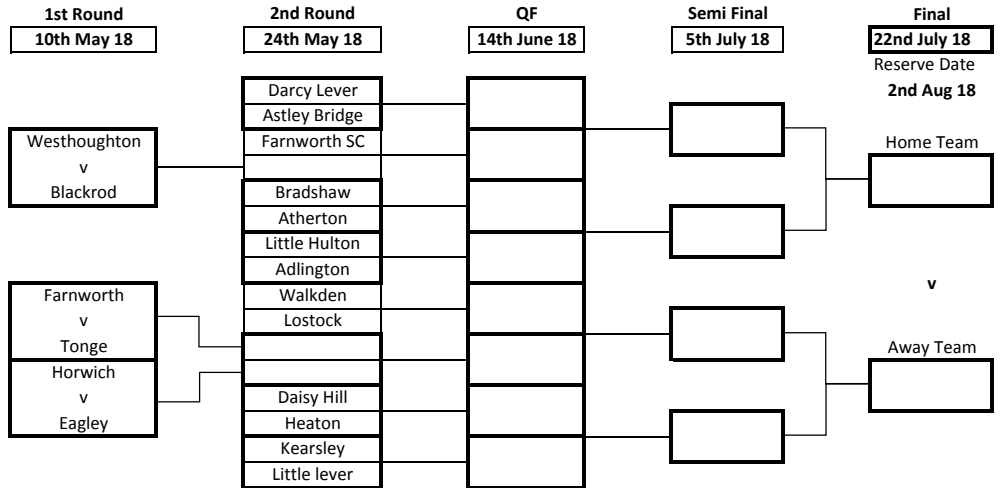 1st Round
10th May 18
Westhoughton
v
Blackrod
Farnworth
v
Tonge
Horwich
v
Eagley
2nd Round
24th May 18
Darcy Lever
Astley Bridge
Farnworth SC
Bradshaw
Atherton
Little Hulton
Adlington
Walkden
Lostock
Daisy Hill
Heaton
Kearsley
Little lever
QF
14th June 18
Semi Final
5th July 18
Final
22nd July 18
Reserve Date
2nd Aug 18
Home Team
v
Away Team